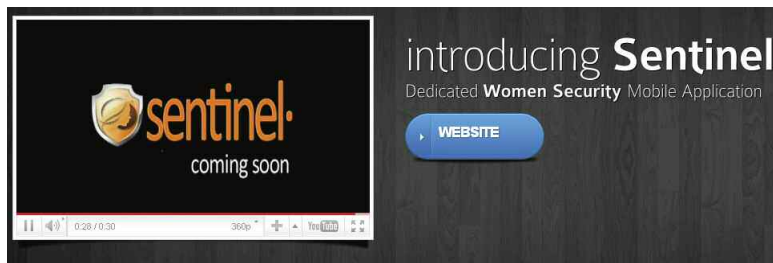 sentinel
coming soon
0:28 / 0:30
360p
YouTube
introducing Sentinel
Dedicated Women Security Mobile Application
WEBSITE